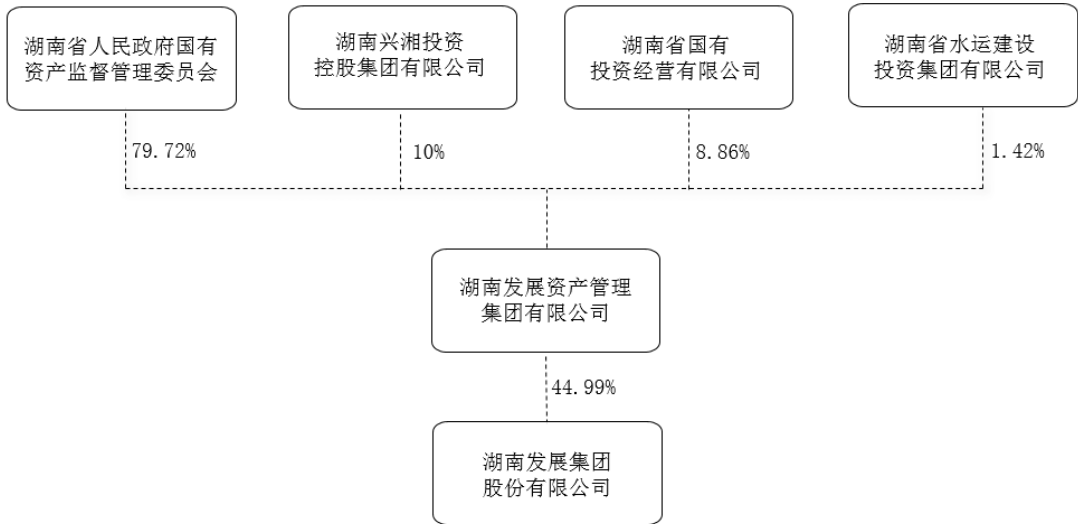 湖南省人民政府国有
资产监督管理委员会
湖南兴湘投资
控股集团有限公司
湖南省国有
投资经营有限公司
湖南省水运建设
投资集团有限公司
79.72%
10%
8.86%
1.42%
湖南发展资产管理
集团有限公司
44.99%
湖南发展集团
股份有限公司